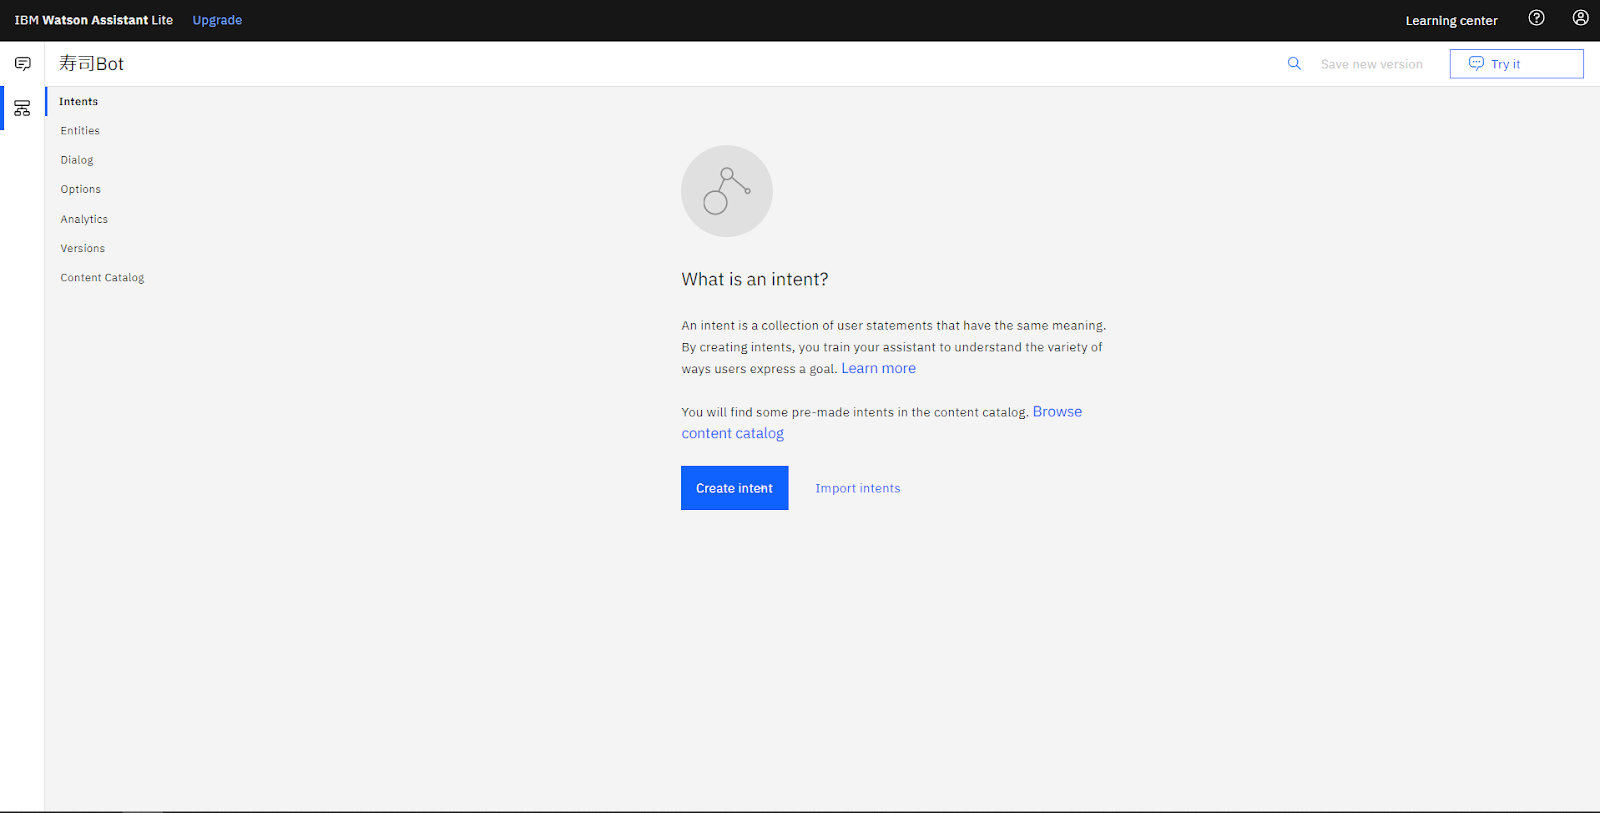 IBM Watson Assistant Lite Upgrade Learning center
寿司Bot Save new version Try it
Intents
Entities
Dialog
Options
Analytics
Versions
Content Catalog
What is an intent?
An intent is a collection of user statements that have the same meaning.
By creating intents, you train your assistant to understand the variety of
ways users express a goal. Learn more
You will find some pre-made intents in the content catalog. Browse
content catalog
Create intent Import intents